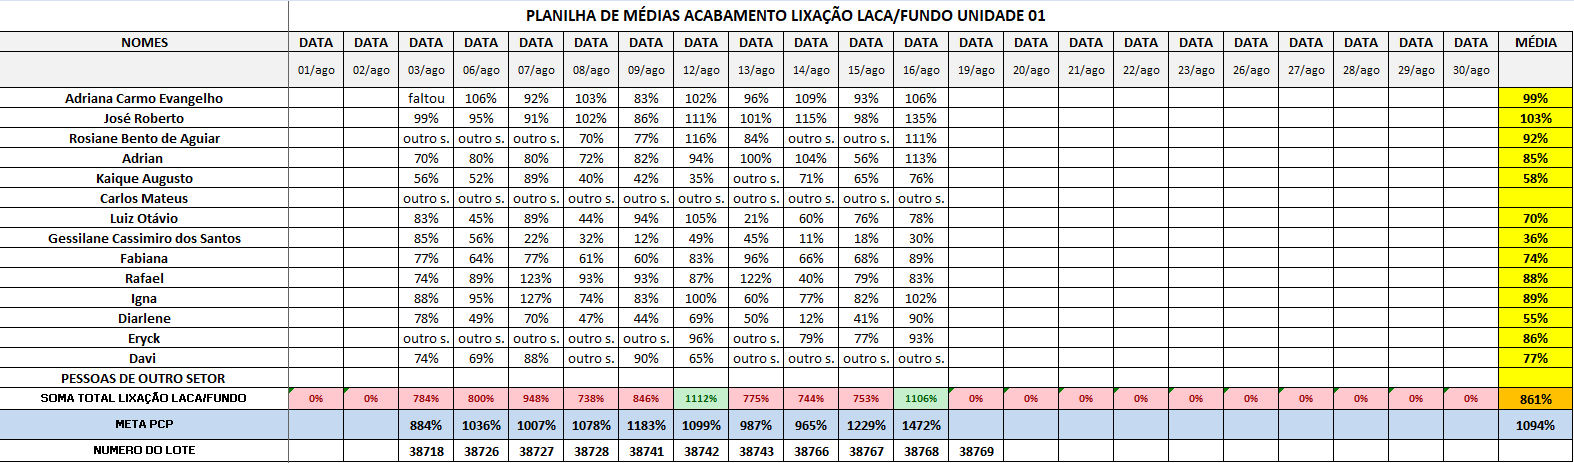 PLANILHA DE MÉDIAS ACABAMENTO LIXAÇÃO LACA/FUNDO UNIDADE 01
NOMES DATA DATA DATA DATA DATA DATA DATA DATA DATA DATA DATA DATA DATA DATA DATA DATA DATA DATA DATA DATA DATA DATA MÉDIA
01/ago 02/ago 03/ago 06/ago 07/ago 08/ago 09/ago 12/ago 13/ago 14/ago 15/ago 16/ago 19/ago 20/ago 21/ago 22/ago 23/ago 26/ago 27/ago 28/ago 29/ago 30/ago
Adriana Carmo Evangelho faltou 106% 92% 103% 83% 102% 96% 109% 93% 106% 99%
José Roberto 99% 95% 91% 102% 86% 111% 101% 115% 98% 135% 103%
Rosiane Bento de Aguiar outro s. outro s. outro s. 70% 77% 116% 84% outro s. outro s. 111% 92%
Adrian 70% 80% 80% 72% 82% 94% 100% 104% 56% 113% 85%
Kaique Augusto 56% 52% 89% 40% 42% 35% outro s. 71% 65% 76% 58%
Carlos Mateus outro s. outro s. outro s. outro s. outro s. outro s. outro s. outro s. outro s. outro s.
Luiz Otávio 83% 45% 89% 44% 94% 105% 21% 60% 76% 78% 70%
Gessilane Cassimiro dos Santos 85% 56% 22% 32% 12% 49% 45% 11% 18% 30% 36%
Fabiana 77% 64% 77% 61% 60% 83% 96% 66% 68% 89% 74%
Rafael 74% 89% 123% 93% 93% 87% 122% 40% 79% 83% 88%
Igna 88% 95% 127% 74% 83% 100% 60% 77% 82% 102% 89%
Diarlene 78% 49% 70% 47% 44% 69% 50% 12% 41% 90% 55%
Eryck outro s. outro s. outro s. outro s. outro s. 96% outro s. 79% 77% 93% 86%
Davi 74% 69% 88% outro s. 90% 65% outro s. outro s. outro s. outro s. 77%
PESSOAS DE OUTRO SETOR
SOMA TOTAL LIXAÇÃO LACA/FUNDO 0% 0% 784% 800% 948% 738% 846% 1112% 775% 744% 753% 1106% 0% 0% 0% 0% 0% 0% 0% 0% 0% 0% 861%
META PCP 884% 1036% 1007% 1078% 1183% 1099% 987% 965% 1229% 1472% 1094%
NUMERO DO LOTE 38718 38726 38727 38728 38741 38742 38743 38766 38767 38768 38769